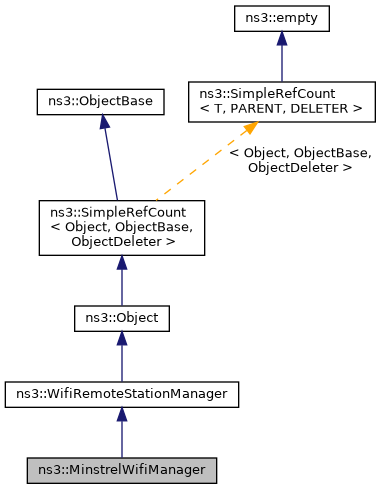 ns3::empty
ns3::ObjectBase
ns3::SimpleRefCount
< T, PARENT, DELETER >
< Object, ObjectBase,
ObjectDeleter >
ns3::SimpleRefCount
< Object, ObjectBase,
ObjectDeleter >
ns3::Object
ns3::WifiRemoteStationManager
ns3::MinstrelWifiManager